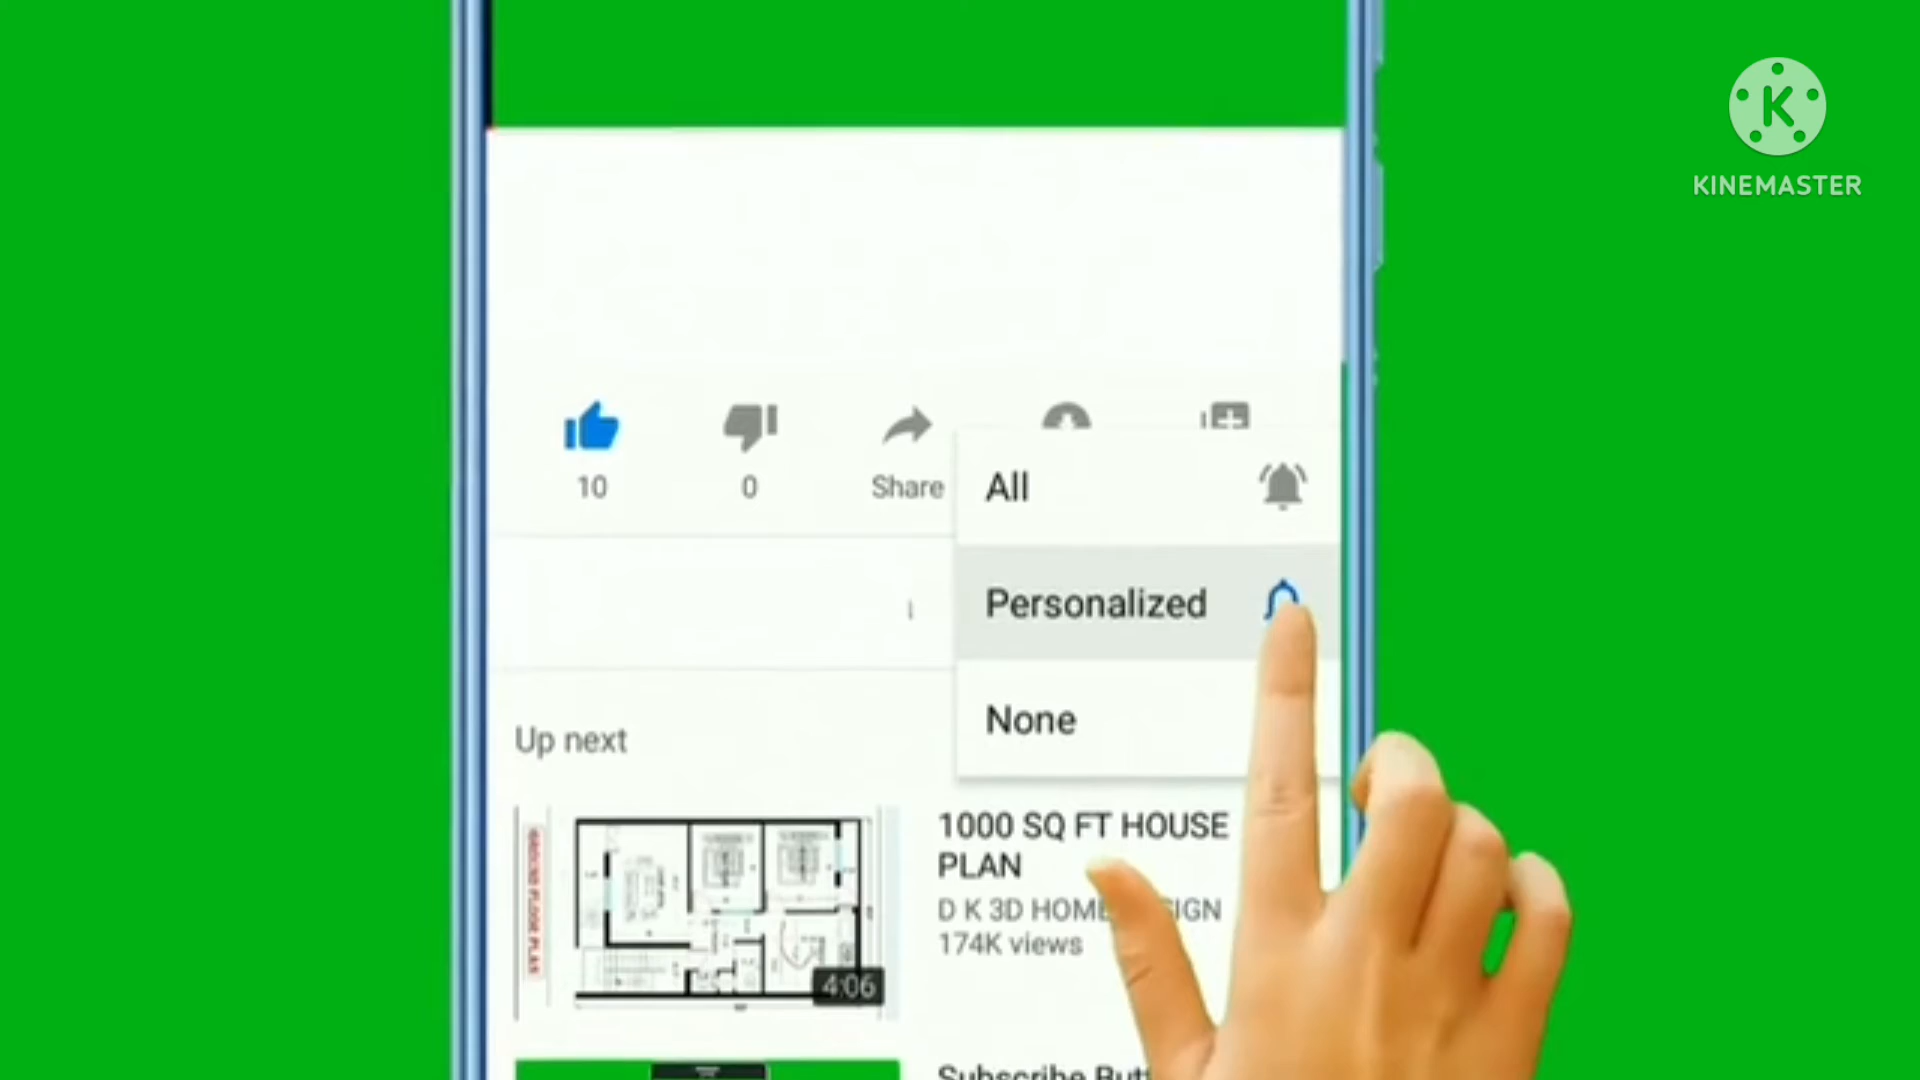 KINEMASTER
10
0
Share
All
Personalized
None
Up next
1000 SQ FT HOUSE
PLAN
D K 3D HOME
174K views
4:06
Subscribe